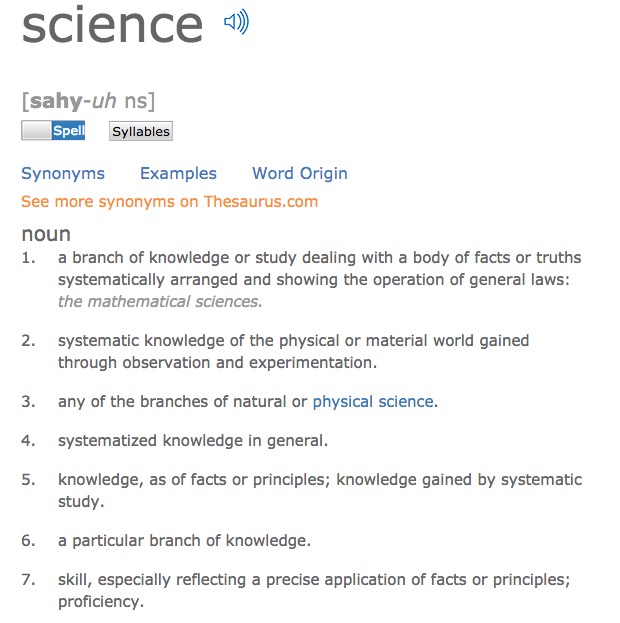 science
[sahy-uh ns]
Spell Syllables
Synonyms Examples Word Origin
See more synonyms on Thesaurus.com
noun
1. a branch of knowledge or study dealing with a body of facts or truths
systematically arranged and showing the operation of general laws:
the mathematical sciences.
2. systematic knowledge of the physical or material world gained
through observation and experimentation.
3. any of the branches of natural or physical science.
4. systematized knowledge in general.
5. knowledge, as of facts or principles; knowledge gained by systematic
study.
6. a particular branch of knowledge.
7. skill, especially reflecting a precise application of facts or principles;
proficiency.